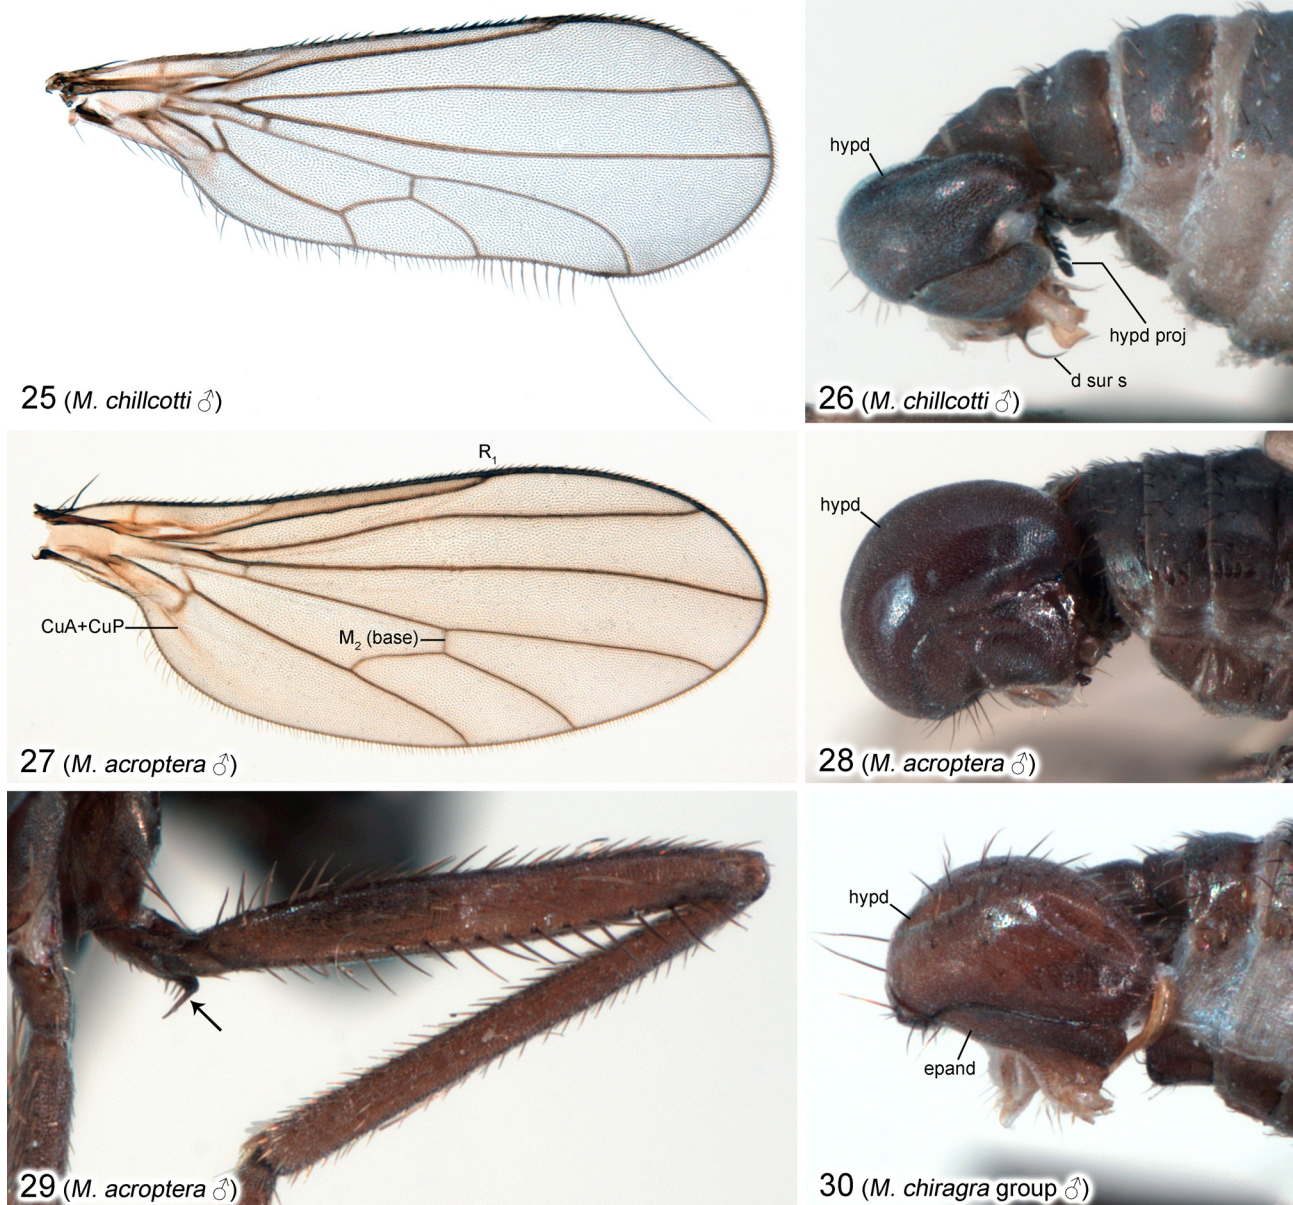 25 (M. chillcotti ♂)
hypd
hypd proj
d sur s
26 (M. chillcotti ♂)
R1
CuA+CuP
M2 (base)
27 (M. acroptera ♂)
hypd
28 (M. acroptera ♂)
29 (M. acroptera ♂)
hypd
epand
30 (M. chiragra group ♂)